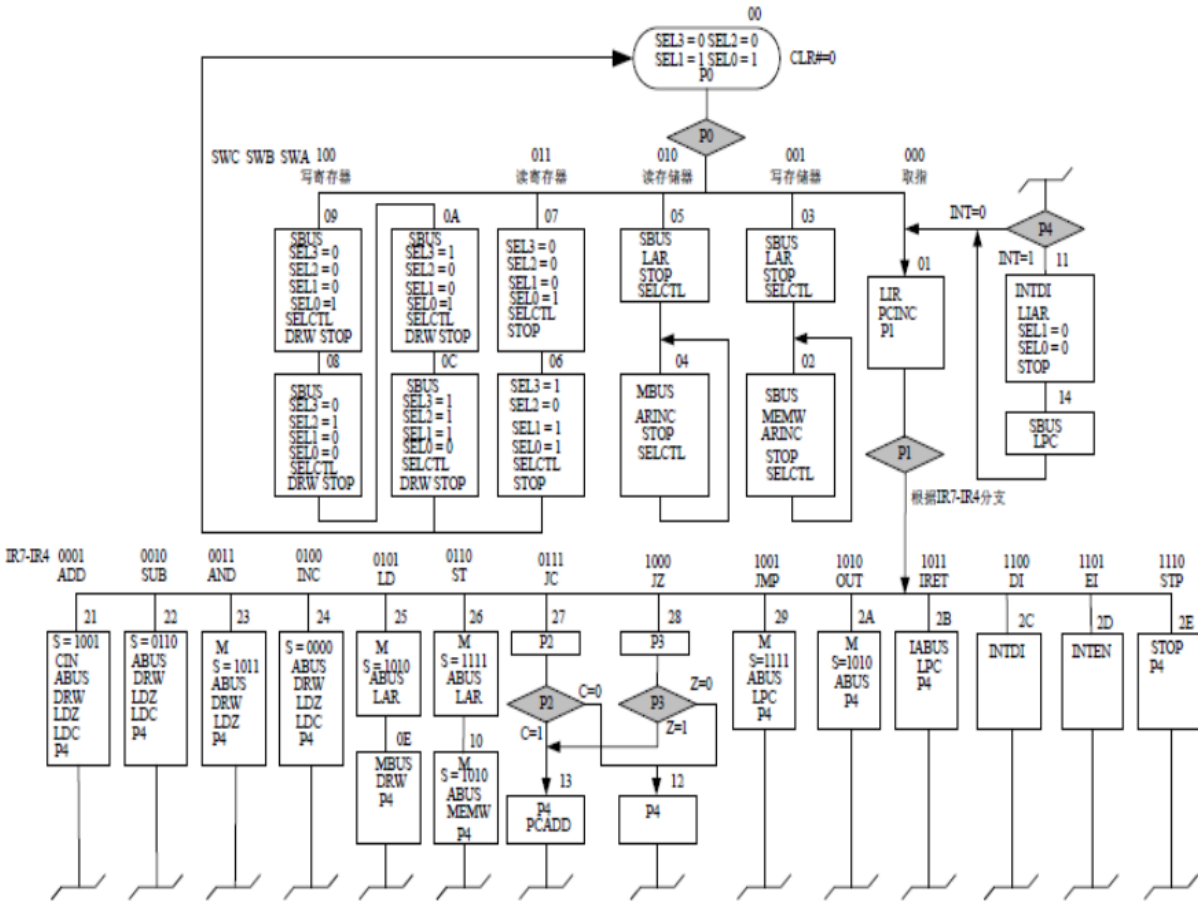 00
SEL3 = 0 SEL2 = 0
SEL1 = 1 SEL0 = 1
P0
CLR#=0
P0
SWC SWB SWA 100
写寄存器
011
读寄存器
010
读存储器
001
写存储器
000
取指
09
SBUS
SEL3 = 0
SEL2 = 0
SEL1 = 0
SEL0 =1
SELCTL
DRW STOP
08
SBUS
SEL3 = 0
SEL2 = 1
SEL1 = 0
SEL0 = 0
SELCTL
DRW STOP
0A
SBUS
SEL3 = 1
SEL2 = 0
SEL1 = 0
SEL0 =1
SELCTL
DRW STOP
0C
SBUS
SEL3 = 1
SEL2 = 1
SEL1 = 1
SEL0 = 0
SELCTL
DRW STOP
07
SEL3 = 0
SEL2 = 0
SEL1 = 0
SEL0 = 1
SELCTL
STOP
06
SEL3 = 1
SEL2 = 0
SEL1 = 1
SEL0 = 1
SELCTL
STOP
05
SBUS
LAR
STOP
SELCTL
04
MBUS
ARINC
STOP
SELCTL
03
SBUS
LAR
STOP
SELCTL
02
SBUS
MEMW
ARINC
STOP
SELCTL
01
LIR
PCINC
P1
P1
根据IR7-IR4分支
INT=0
P4
INT=1
11
INTDI
LIAR
SEL1 = 0
SEL0 = 0
STOP
14
SBUS
LPC
IR7-IR4
0001
ADD
0010
SUB
0011
AND
0100
INC
0101
LD
0110
ST
0111
JC
1000
JZ
1001
JMP
1010
OUT
1011
IRET
1100
DI
1101
EI
1110
STP
21
S = 1001
CIN
ABUS
DRW
LDZ
LDC
P4
22
S = 0110
ABUS
DRW
LDZ
LDC
P4
23
M
S = 1011
ABUS
DRW
LDZ
P4
24
S = 0000
ABUS
DRW
LDZ
LDC
P4
25
M
S = 1010
ABUS
LAR
0E
MBUS
DRW
P4
26
M
S = 1111
ABUS
LAR
10
M
S = 1010
ABUS
MEMW
P4
27
P2
P2
C=0
C=1
13
P4
PCADD
28
P3
P3
Z=0
Z=1
12
P4
29
M
S=1111
ABUS
LPC
P4
2A
M
S=1010
ABUS
P4
2B
IABUS
LPC
P4
2C
INTDI
2D
INTEN
2E
STOP
P4